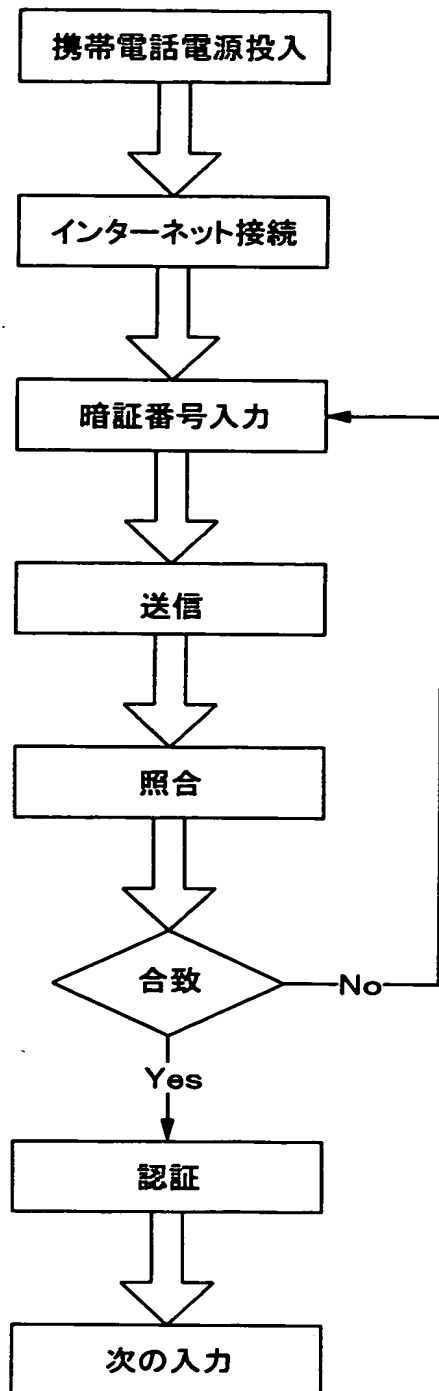 携帯電話電源投入
インターネット接続
暗証番号入力
送信
照合
合致
No
Yes
認証
次の入力